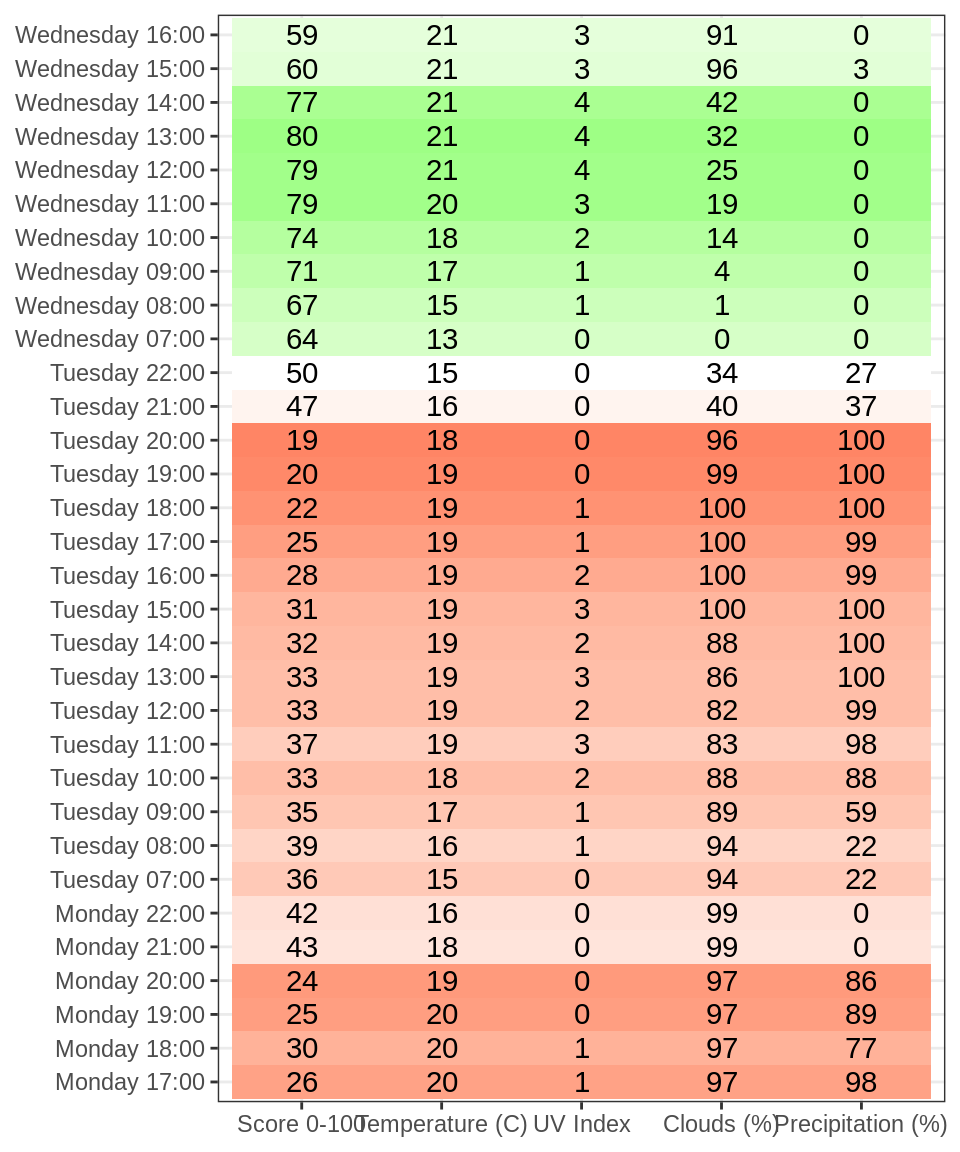 Wednesday 16:00 59 21 3 91 0
Wednesday 15:00 60 21 3 96 3
Wednesday 14:00 77 21 4 42 0
Wednesday 13:00 80 21 4 32 0
Wednesday 12:00 79 21 4 25 0
Wednesday 11:00 79 20 3 19 0
Wednesday 10:00 74 18 2 14 0
Wednesday 09:00 71 17 1 4 0
Wednesday 08:00 67 15 1 1 0
Wednesday 07:00 64 13 0 0 0
Tuesday 22:00 50 15 0 34 27
Tuesday 21:00 47 16 0 40 37
Tuesday 20:00 19 18 0 96 100
Tuesday 19:00 20 19 0 99 100
Tuesday 18:00 22 19 1 100 100
Tuesday 17:00 25 19 1 100 99
Tuesday 16:00 28 19 2 100 99
Tuesday 15:00 31 19 3 100 100
Tuesday 14:00 32 19 2 88 100
Tuesday 13:00 33 19 3 86 100
Tuesday 12:00 33 19 2 82 99
Tuesday 11:00 37 19 3 83 98
Tuesday 10:00 33 18 2 88 88
Tuesday 09:00 35 17 1 89 59
Tuesday 08:00 39 16 1 94 22
Tuesday 07:00 36 15 0 94 22
Monday 22:00 42 16 0 99 0
Monday 21:00 43 18 0 99 0
Monday 20:00 24 19 0 97 86
Monday 19:00 25 20 0 97 89
Monday 18:00 30 20 1 97 77
Monday 17:00 26 20 1 97 98
Score 0-100 Temperature (C) UV Index Clouds (%) Precipitation (%)